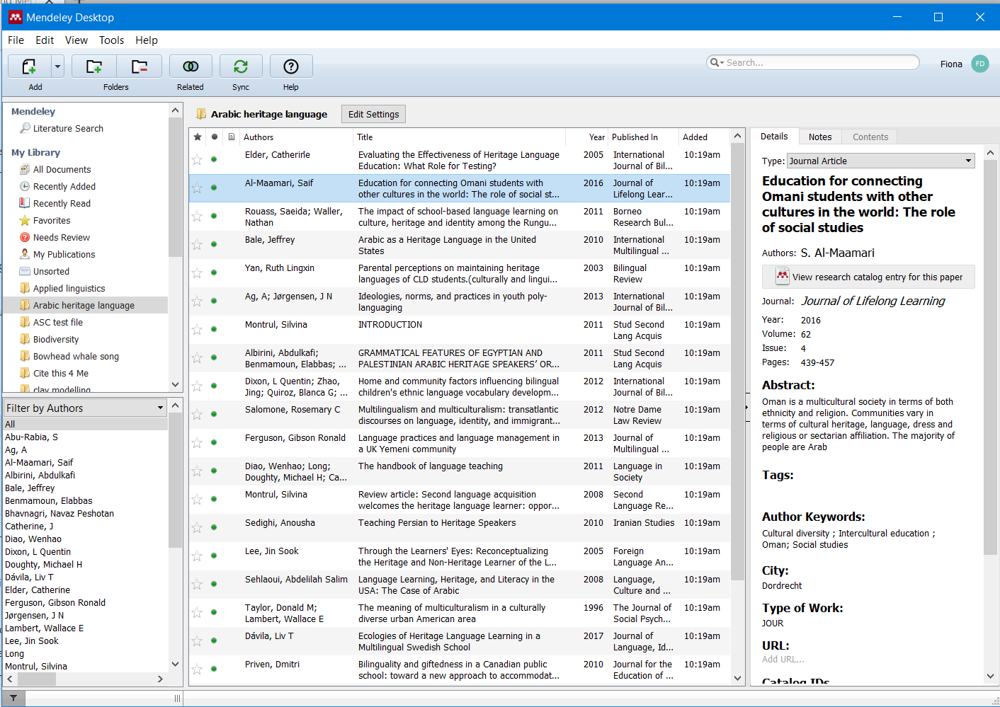 Mendeley Desktop
File Edit View Tools Help
Search...
Fiona FD
Add Folders Related Sync Help
Mendeley
Literature Search
My Library
All Documents
Recently Added
Recently Read
Favorites
Needs Review
My Publications
Unsorted
Applied linguistics
Arabic heritage language
ASC test file
Biodiversity
Bowhead whale song
Cite this 4 Me
clay modelling
Filter by Authors
All
Abu-Rabia, S
Ag, A
Al-Maamari, Saif
Albirini, Abdulkafi
Bale, Jeffrey
Benmamoun, Elabbas
Bhavnagri, Navaz Peshotan
Catherine, J
Diao, Wenhao
Dixon, L Quentin
Doughty, Michael H
Dávila, Liv T
Elder, Catherine
Ferguson, Gibson Ronald
Jørgensen, J N
Lambert, Wallace E
Lee, Jin Sook
Long
Montrul, Silvina
Arabic heritage language Edit Settings
Authors Title Year Published In Added
Elder, Catherine Evaluating the Effectiveness of Heritage Language 2005 International 10:19am
Education: What Role for Testing? Journal of Bil...
Al-Maamari, Saif Education for connecting Omani students with 2016 Journal of 10:19am
other cultures in the world: The role of social st... Lifelong Lear...
Rouass, Saeida; Waller, The impact of school-based language learning on 2011 Borneo 10:19am
Nathan culture, heritage and identity among the Rungu... Research Bul...
Bale, Jeffrey Arabic as a Heritage Language in the United 2010 International 10:19am
States Multilingual ...
Yan, Ruth Lingxin Parental perceptions on maintaining heritage 2003 Bilingual 10:19am
languages of CLD students.(culturally and lingui... Review
Ag, A; Jørgensen, J N Ideologies, norms, and practices in youth poly- 2013 International 10:19am
languaging Journal of Bil...
Montrul, Silvina INTRODUCTION 2011 Stud Second 10:19am
Lang Acquis
Albirini, Abdulkafi; GRAMMATICAL FEATURES OF EGYPTIAN AND 2011 Stud Second 10:19am
Benmamoun, Elabbas; ... PALESTINIAN ARABIC HERITAGE SPEAKERS' OR... Lang Acquis
Dixon, L Quentin; Zhao, Home and community factors influencing bilingual 2012 International 10:19am
Jing; Quiroz, Blanca G; ... children's ethnic language vocabulary developm... Journal of Bil...
Salomone, Rosemary C Multilingualism and multiculturalism: transatlantic 2012 Notre Dame 10:19am
discourses on language, identity, and immigrant... Law Review
Ferguson, Gibson Ronald Language practices and language management in 2013 Journal of 10:19am
a UK Yemeni community Multilingual ...
Diao, Wenhao; Long; The handbook of language teaching 2011 Language in 10:19am
Doughty, Michael H; Ca... Society
Montrul, Silvina Review article: Second language acquisition 2008 Second 10:19am
welcomes the heritage language learner: oppor... Language Re...
Sedighi, Anousha Teaching Persian to Heritage Speakers 2010 Iranian Studies 10:19am
Lee, Jin Sook Through the Learners' Eyes: Reconceptualizing 2005 Foreign 10:19am
the Heritage and Non-Heritage Learner of the L... Language An...
Sehlaoui, Abdelilah Salim Language Learning, Heritage, and Literacy in the 2008 Language, 10:19am
USA: The Case of Arabic Culture and ...
Taylor, Donald M; The meaning of multiculturalism in a culturally 1996 The Journal of 10:19am
Lambert, Wallace E diverse urban American area Social Psych...
Dávila, Liv T Ecologies of Heritage Language Learning in a 2017 Journal of 10:19am
Multilingual Swedish School Language, Id...
Priven, Dmitri Bilinguality and giftedness in a Canadian public 2010 Journal for the 10:19am
school: toward a new approach to accommodat... Education of ...
Details Notes Contents
Type: Journal Article
Education for connecting
Omani students with other
cultures in the world: The role
of social studies
Authors: S. Al-Maamari
View research catalog entry for this paper
Journal: Journal of Lifelong Learning
Year: 2016
Volume: 62
Issue: 4
Pages: 439-457
Abstract:
Oman is a multicultural society in terms of both
ethnicity and religion. Communities vary in
terms of cultural heritage, language, dress and
religious or sectarian affiliation. The majority of
people are Arab
Tags:
Author Keywords:
Cultural diversity ; Intercultural education ;
Oman; Social studies
City:
Dordrecht
Type of Work:
JOUR
URL:
Add URL...
Catalog IDs